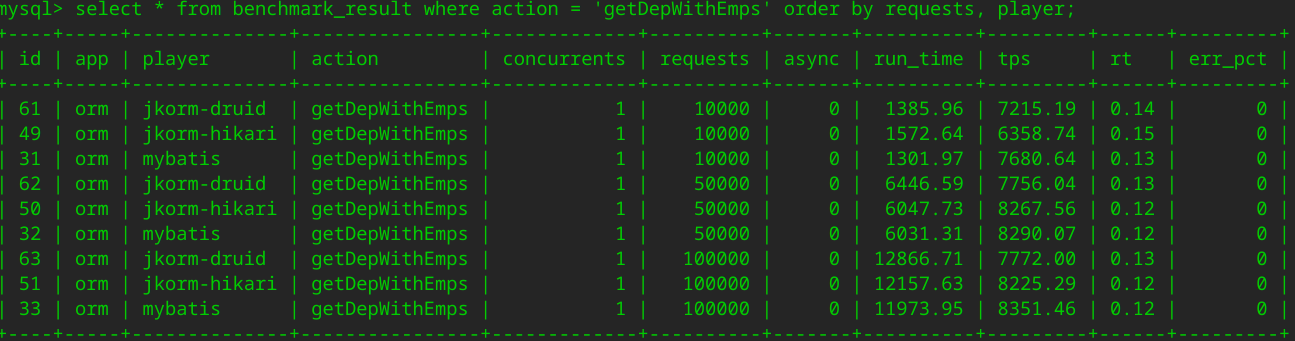 mysql> select * from benchmark_result where action = 'getDepWithEmps' order by requests, player;
+----+-----+--------------+----------------+-------------+----------+-------+----------+---------+------+---------+
| id | app | player       | action         | concurrents | requests | async | run_time | tps     | rt   | err_pct |
+----+-----+--------------+----------------+-------------+----------+-------+----------+---------+------+---------+
| 61 | orm | jkorm-druid  | getDepWithEmps |           1 |    10000 |     0 |  1385.96 | 7215.19 | 0.14 |       0 |
| 49 | orm | jkorm-hikari | getDepWithEmps |           1 |    10000 |     0 |  1572.64 | 6358.74 | 0.15 |       0 |
| 31 | orm | mybatis      | getDepWithEmps |           1 |    10000 |     0 |  1301.97 | 7680.64 | 0.13 |       0 |
| 62 | orm | jkorm-druid  | getDepWithEmps |           1 |    50000 |     0 |  6446.59 | 7756.04 | 0.13 |       0 |
| 50 | orm | jkorm-hikari | getDepWithEmps |           1 |    50000 |     0 |  6047.73 | 8267.56 | 0.12 |       0 |
| 32 | orm | mybatis      | getDepWithEmps |           1 |    50000 |     0 |  6031.31 | 8290.07 | 0.12 |       0 |
| 63 | orm | jkorm-druid  | getDepWithEmps |           1 |   100000 |     0 | 12866.71 | 7772.00 | 0.13 |       0 |
| 51 | orm | jkorm-hikari | getDepWithEmps |           1 |   100000 |     0 | 12157.63 | 8225.29 | 0.12 |       0 |
| 33 | orm | mybatis      | getDepWithEmps |           1 |   100000 |     0 | 11973.95 | 8351.46 | 0.12 |       0 |
+----+-----+--------------+----------------+-------------+----------+-------+----------+---------+------+---------+